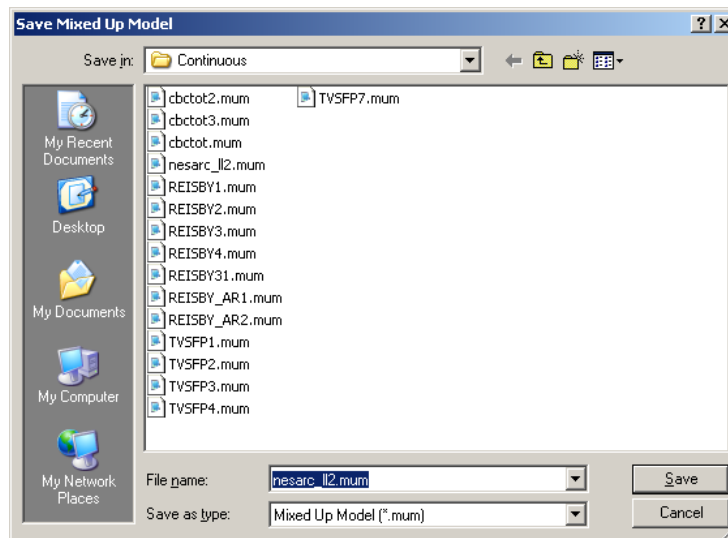 Save Mixed Up Model
Save in: Continuous
My Recent Documents
Desktop
My Documents
My Computer
My Network Places
cbctot2.mum
cbctot3.mum
cbctot.mum
nesarc_ll2.mum
REISBY1.mum
REISBY2.mum
REISBY3.mum
REISBY4.mum
REISBY31.mum
REISBY_AR1.mum
REISBY_AR2.mum
TVSFP1.mum
TVSFP2.mum
TVSFP3.mum
TVSFP4.mum
TVSFP7.mum
File name: nesarc_ll2.mum Save
Save as type: Mixed Up Model (*.mum) Cancel